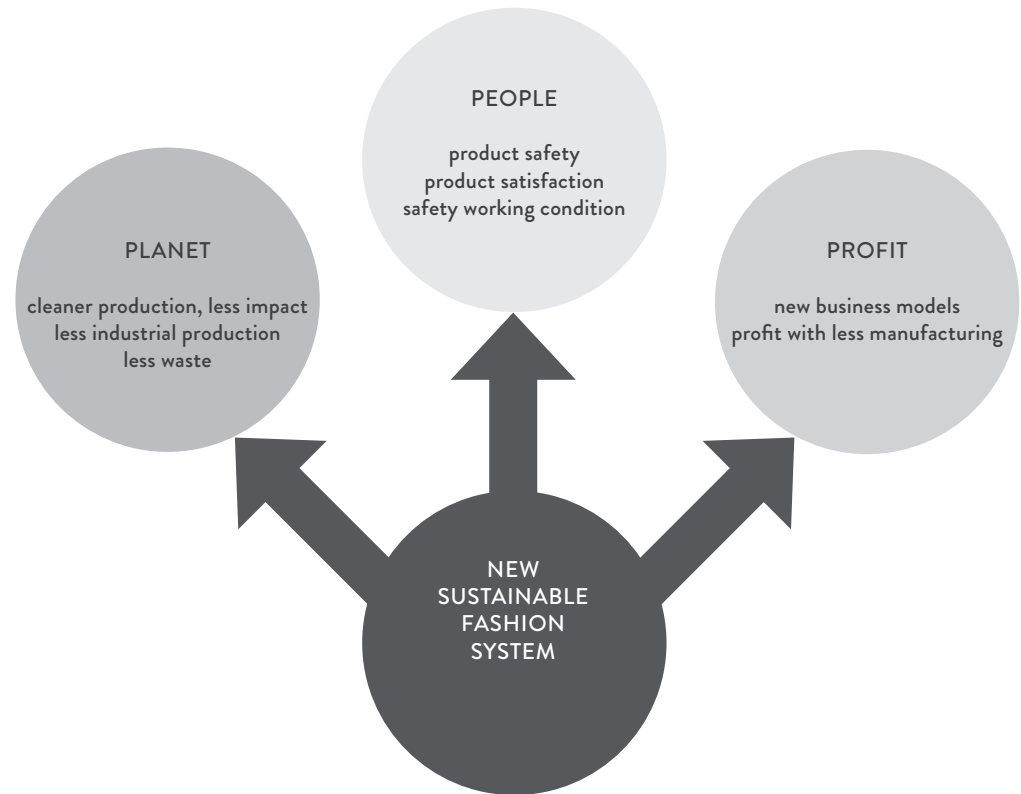 PEOPLE
product safety
product satisfaction
safety working condition
PLANET
cleaner production, less impact
less industrial production
less waste
PROFIT
new business models
profit with less manufacturing
NEW
SUSTAINABLE
FASHION
SYSTEM